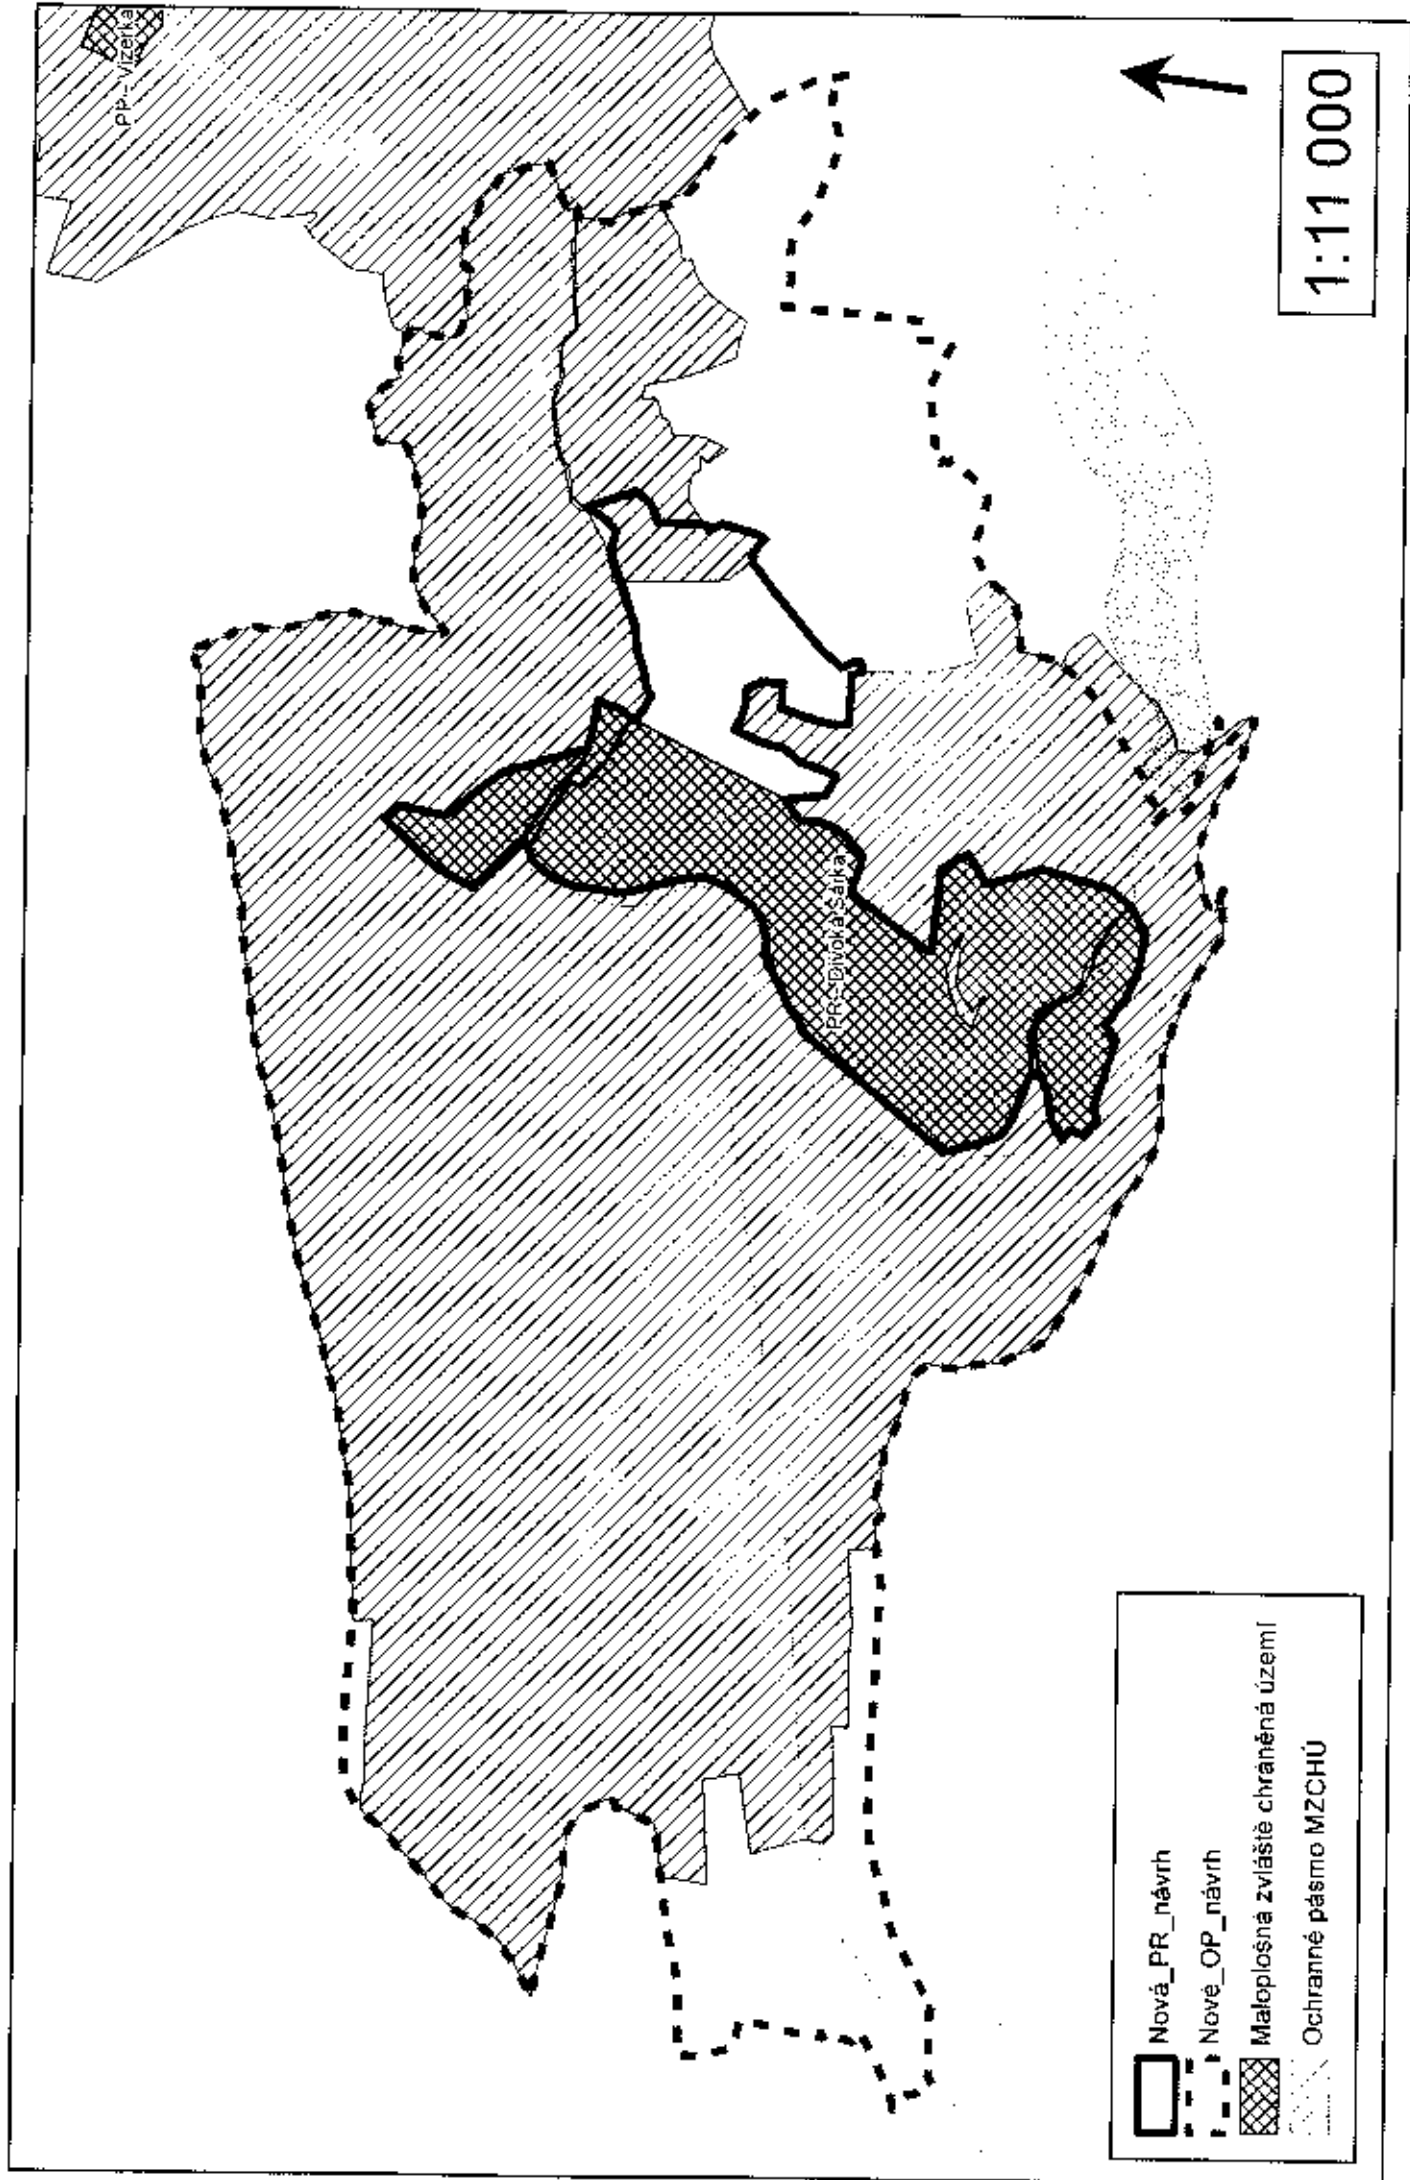 PP - Vizerka
PR - Divoká Šárka
1:11 000
Nová_PR_návrh
Nové_OP_návrh
Maloplošná zvláště chráněná území
Ochranné pásmo MZCHÚ